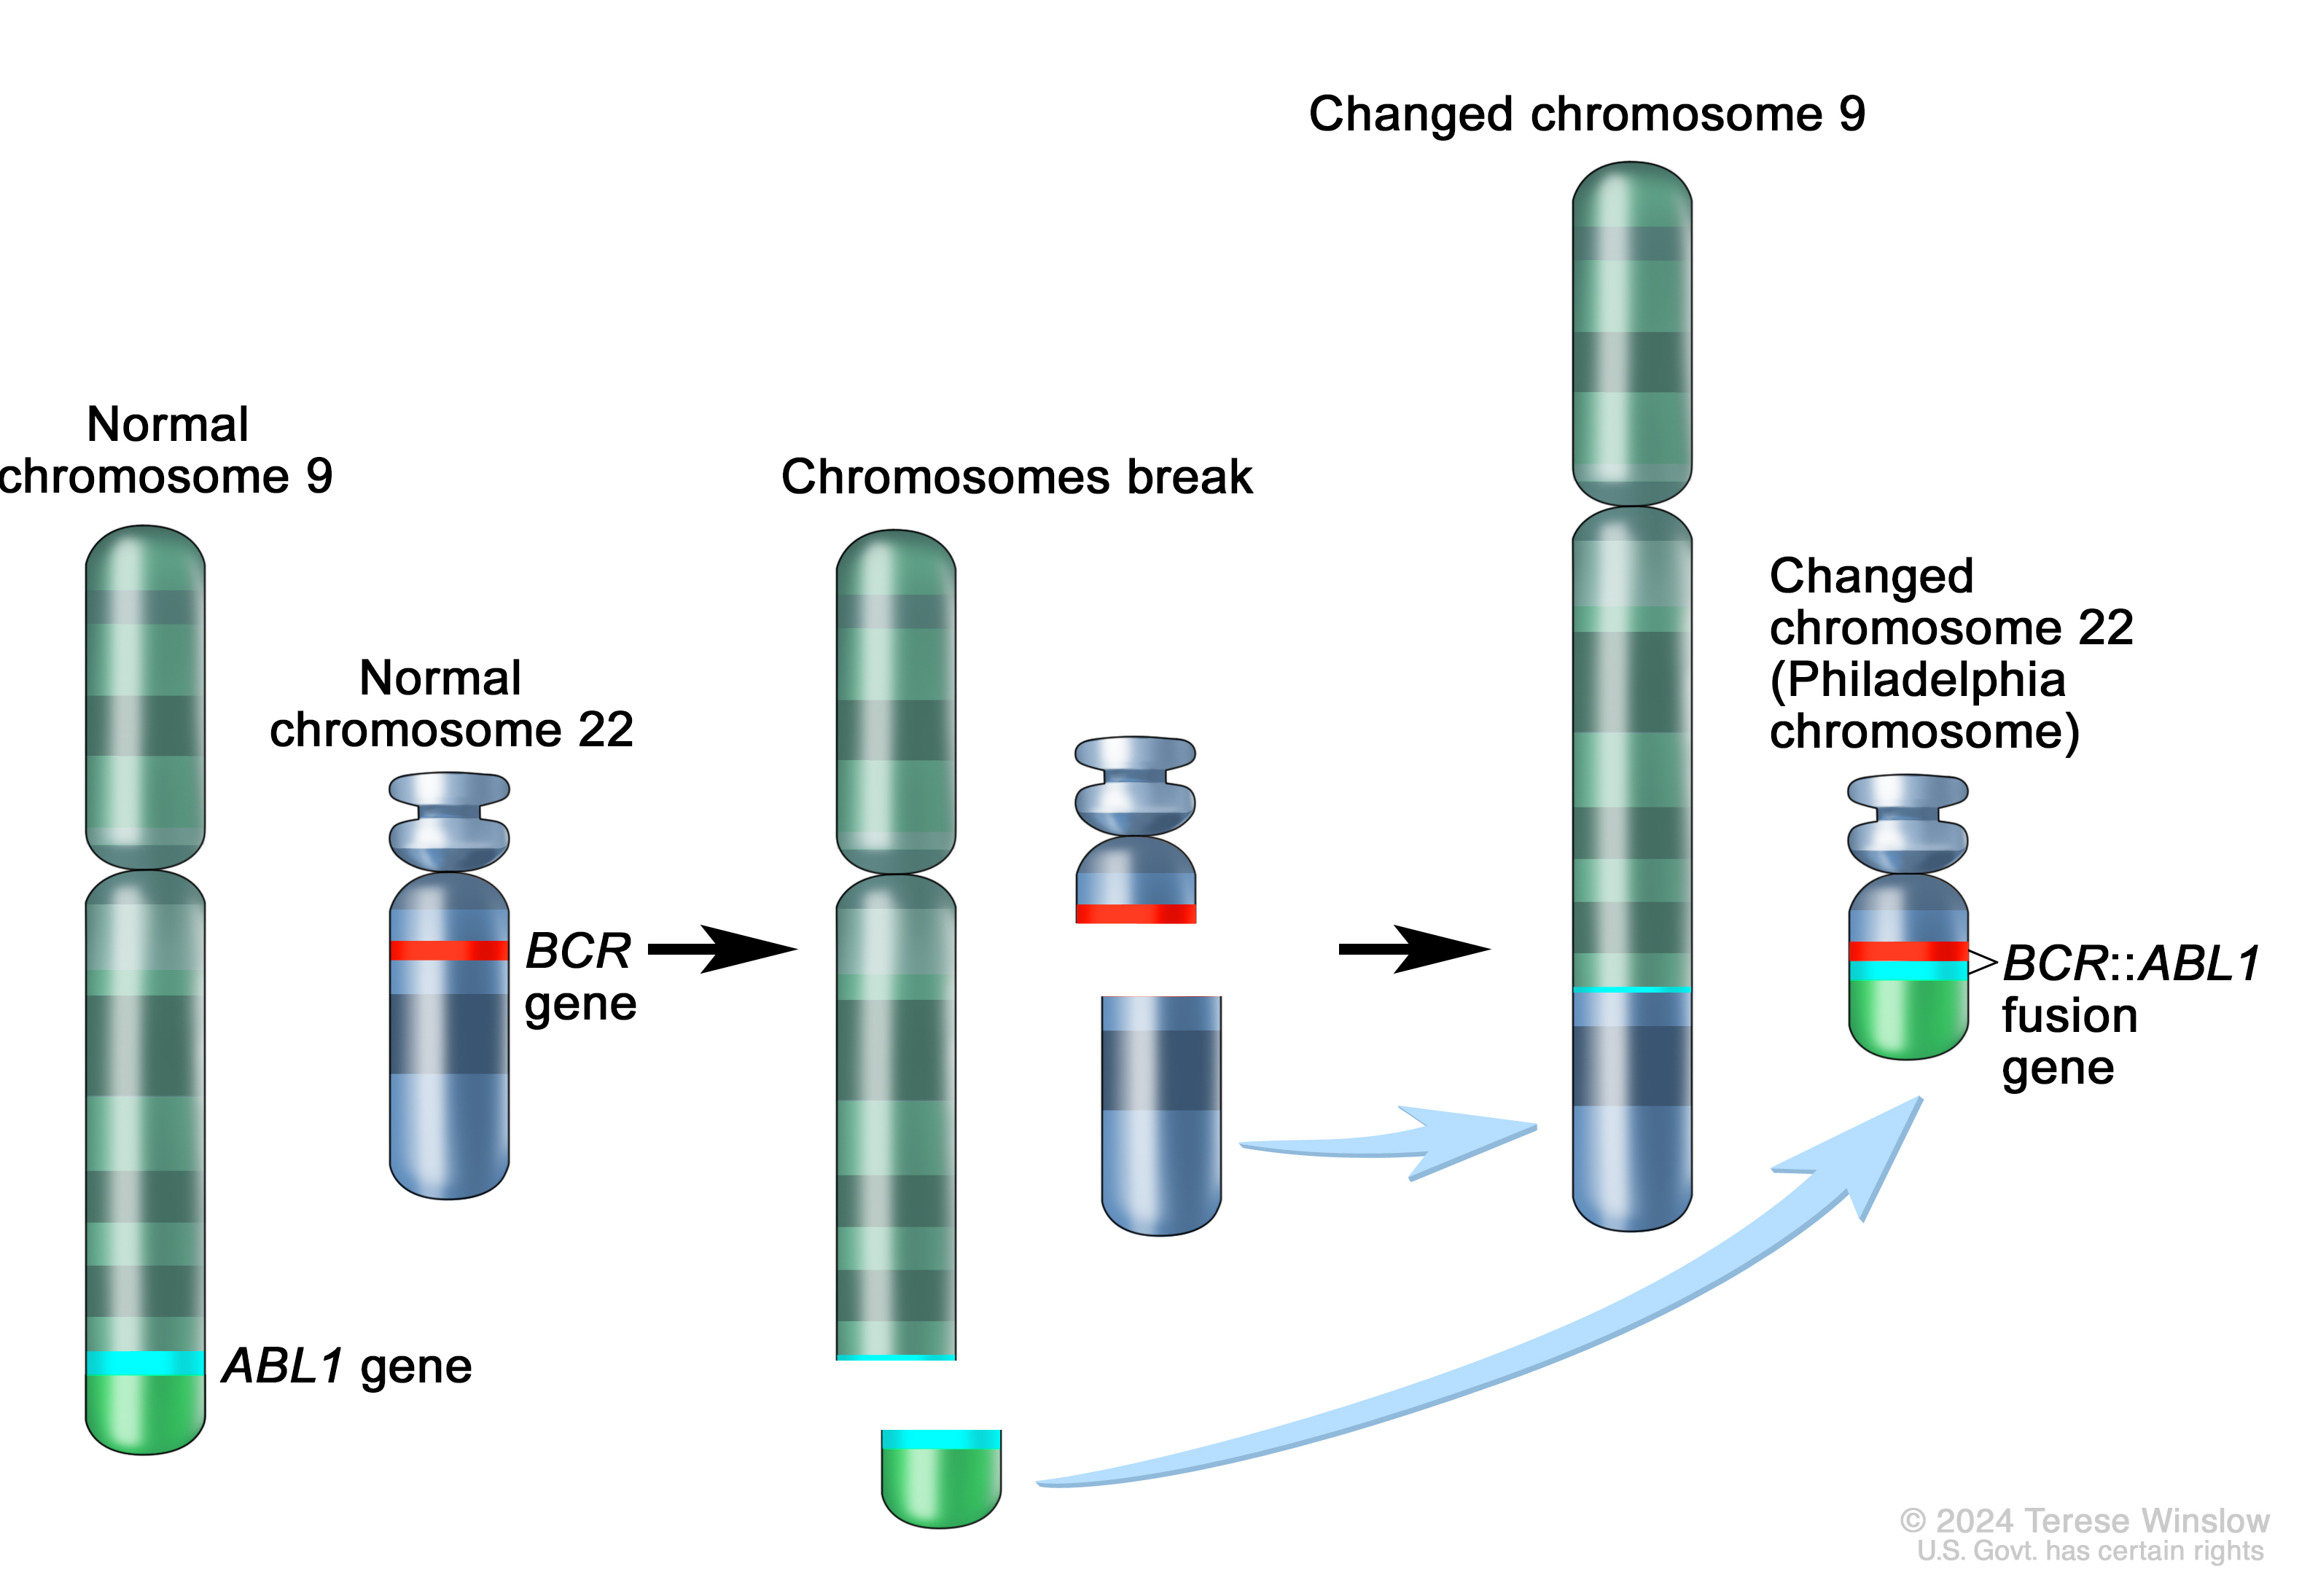 Normal
chromosome 9
ABL1 gene
Normal
chromosome 22
BCR
gene
Chromosomes break
Changed chromosome 9
Changed
chromosome 22
(Philadelphia
chromosome)
BCR::ABL1
fusion
gene
© 2024 Terese Winslow
U.S. Govt. has certain rights